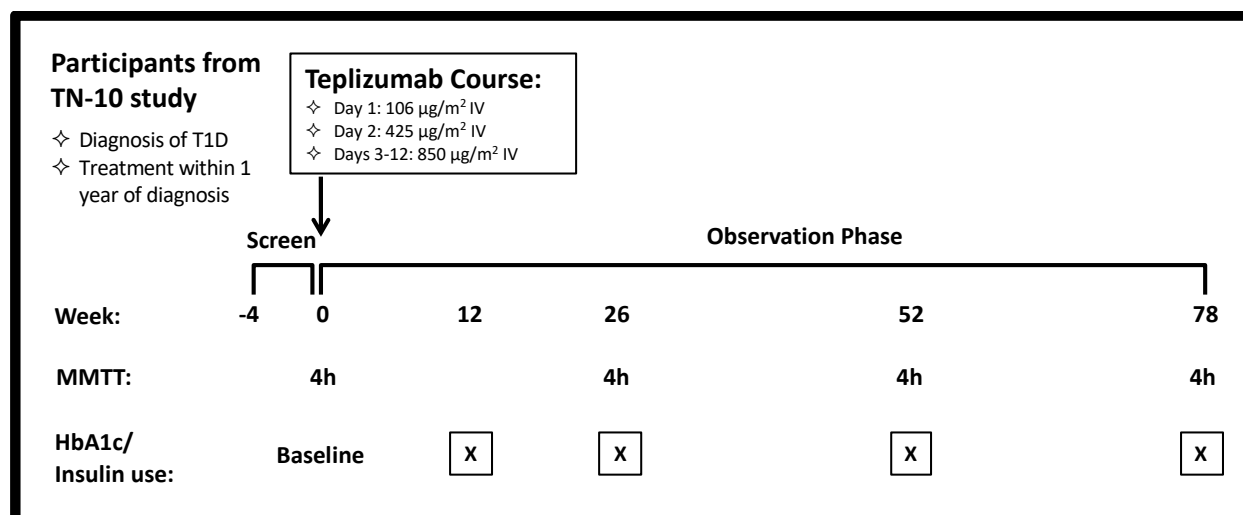 Participants from
TN-10 study
✧ Diagnosis of T1D
✧ Treatment within 1
year of diagnosis
Teplizumab Course:
✧ Day 1: 106 µg/m² IV
✧ Day 2: 425 µg/m² IV
✧ Days 3-12: 850 µg/m² IV
Screen
Observation Phase
Week: -4 0 12 26 52 78
MMTT: 4h 4h 4h 4h
HbA1c/
Insulin use: Baseline X X X X